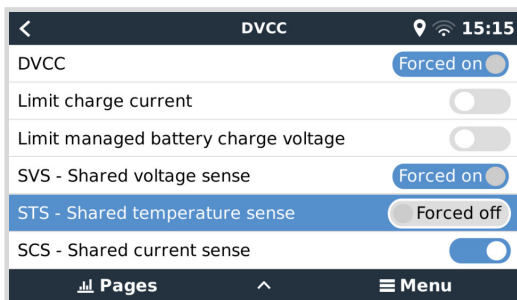 DVCC 15:15
DVCC Forced on
Limit charge current
Limit managed battery charge voltage
SVS - Shared voltage sense Forced on
STS - Shared temperature sense Forced off
SCS - Shared current sense
Pages Menu